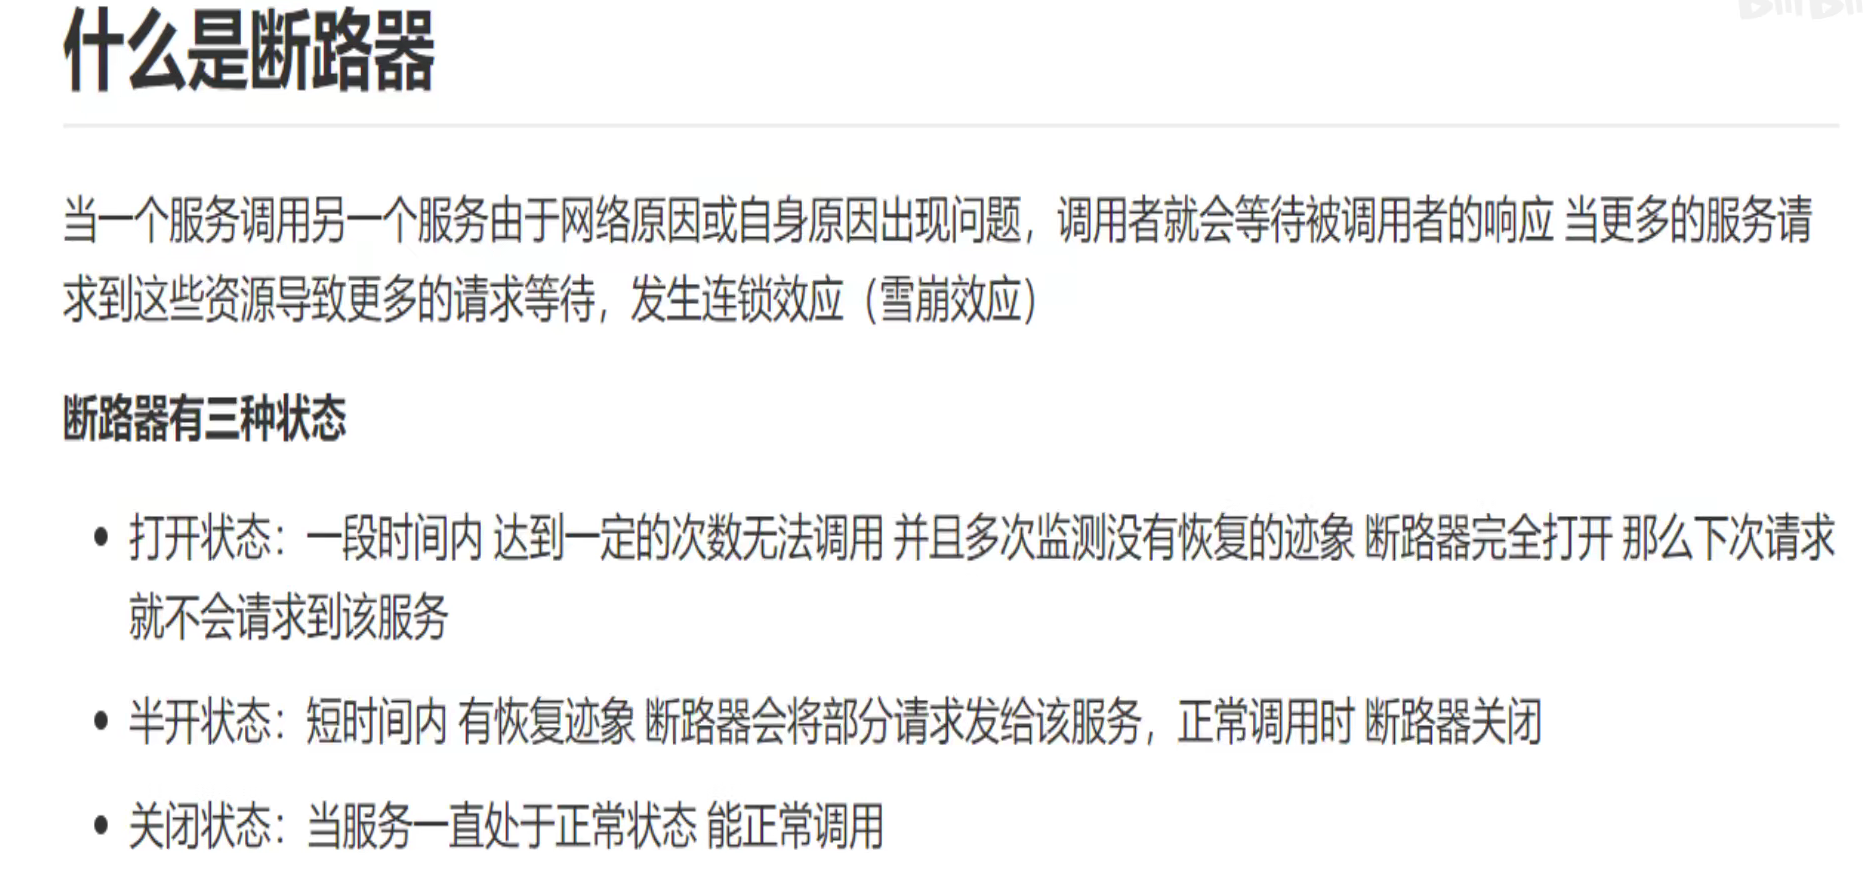 什么是断路器
当一个服务调用另一个服务由于网络原因或自身原因出现问题，调用者就会等待被调用者的响应 当更多的服务请
求到这些资源导致更多的请求等待，发生连锁效应（雪崩效应）
断路器有三种状态
打开状态：一段时间内 达到一定的次数无法调用 并且多次监测没有恢复的迹象 断路器完全打开 那么下次请求
就不会请求到该服务
半开状态：短时间内 有恢复迹象 断路器会将部分请求发给该服务，正常调用时 断路器关闭
关闭状态：当服务一直处于正常状态 能正常调用